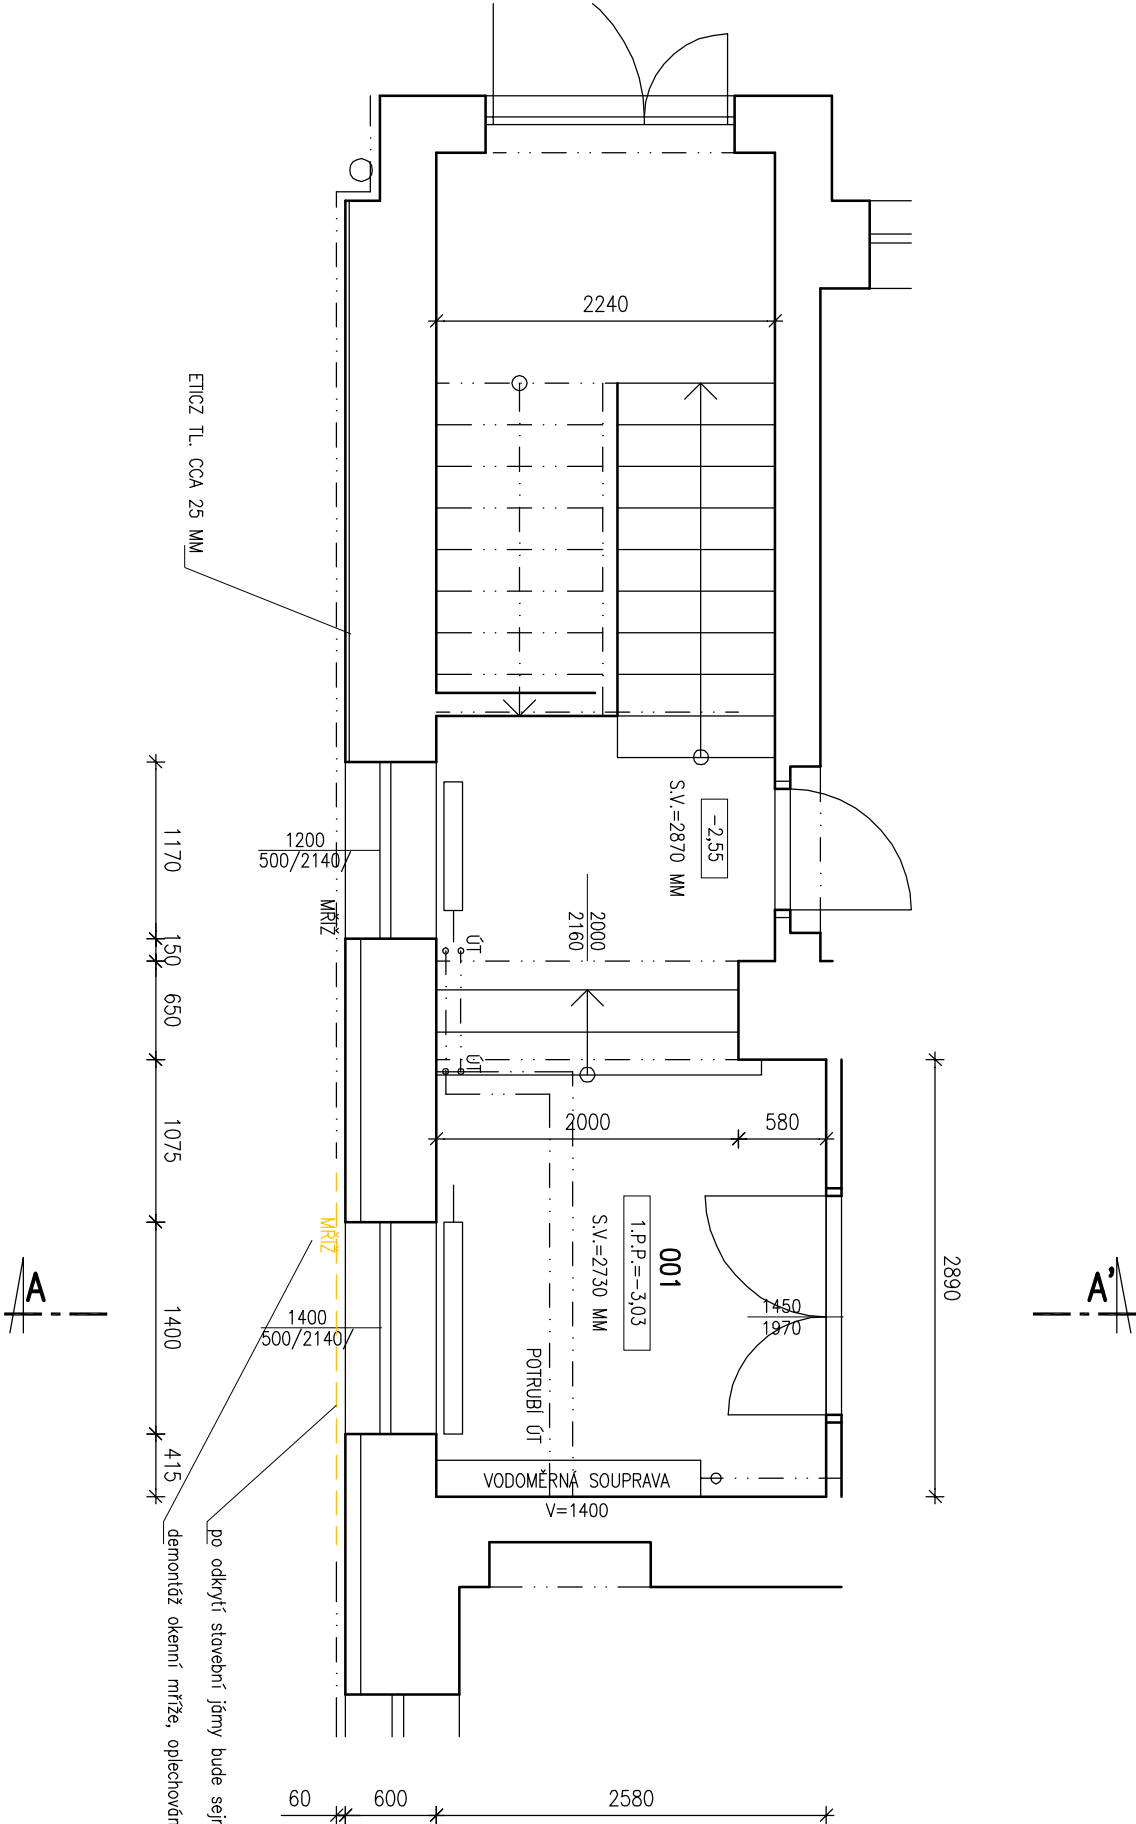 2240
ETICZ TL. CCA 25 MM
-2,55
S.V.=2870 MM
1200
500/2140
MŘÍŽ
ÚT
2000
2160
ÚT
1170
150
650
1075
1400
415
2000
580
2890
MŘÍŽ
001
1.P.P.=-3,03
S.V.=2730 MM
1450
1970
1400
500/2140
A
A'
POTRUBÍ ÚT
VODOMĚRNÁ SOUPRAVA
V=1400
po odkrytí stavební jámy bude
demontáž okenní mříže,
60
600
2580